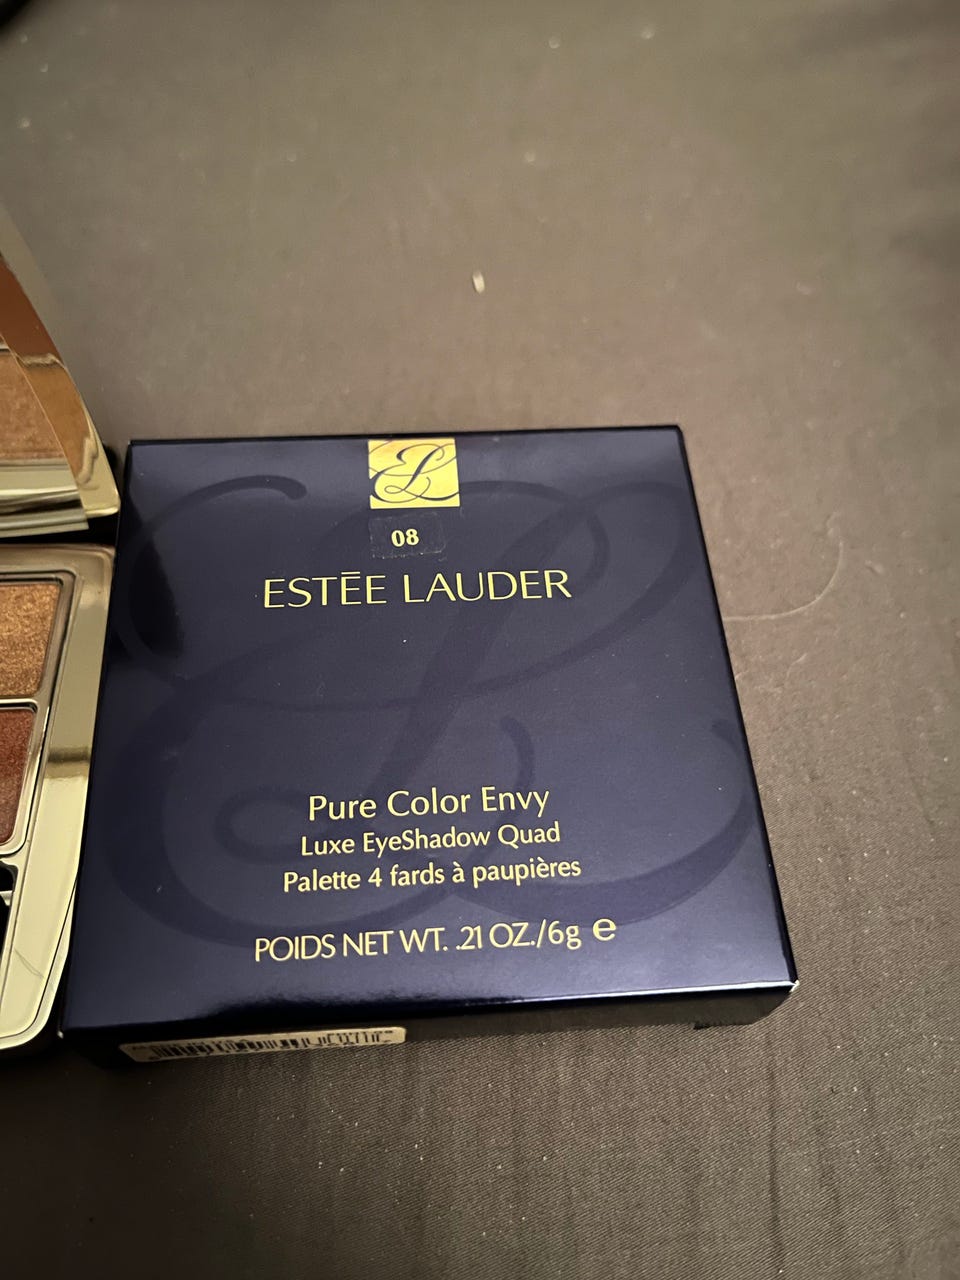 08
ESTĒE LAUDER
Pure Color Envy
Luxe EyeShadow Quad
Palette 4 fards à paupières
POIDS NET WT. .21 OZ./6g ℮